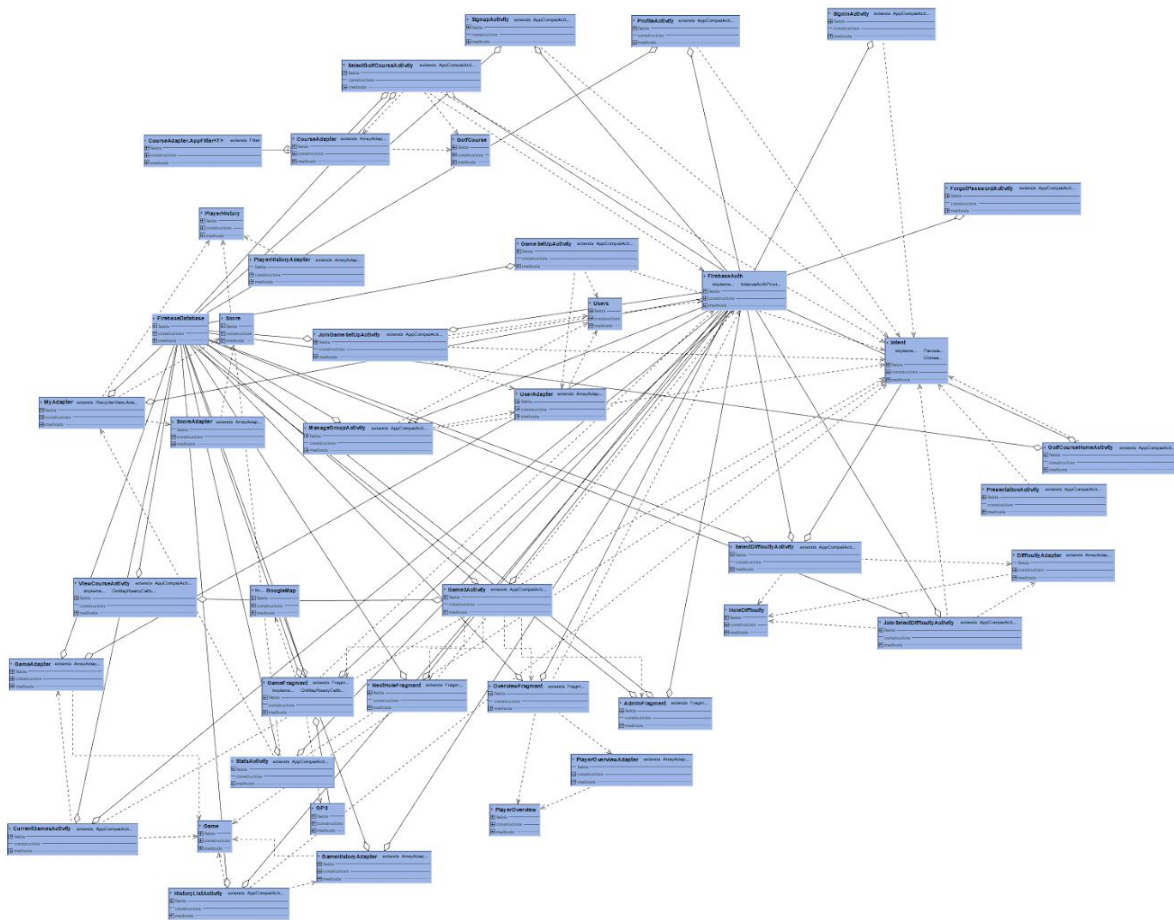 SignupActivity extends AppCompatActi...
fields
constructors
methods
ProfileActivity extends AppCompatActi...
fields
constructors
methods
SigninActivity extends AppCompatActi...
fields
constructors
methods
SelectGolfCourseActivity extends AppCompatActi...
fields
constructors
methods
CourseAdapter.AppFilter<T> extends Filter
fields
constructors
methods
CourseAdapter extends ArrayAdap...
fields
constructors
methods
GolfCourse
fields
constructors
methods
ForgotPasswordActivity extends AppCompatActi...
fields
constructors
methods
PlayerHistory
fields
constructors
methods
PlayerHistoryAdapter extends ArrayAdap...
fields
constructors
methods
GameSetUpActivity extends AppCompatActi...
fields
constructors
methods
FirebaseAuth
impleme... InternalAuthProvi...
fields
constructors
methods
Users
fields
constructors
methods
FirebaseDatabase
fields
constructors
methods
Score
fields
constructors
methods
JoinGameSetUpActivity extends AppCompatActi...
fields
constructors
methods
Intent
impleme...
fields
constructors
methods
MyAdapter extends RecyclerView.Ada...
fields
constructors
methods
UserAdapter extends ArrayAdap...
fields
constructors
methods
ScoreAdapter extends ArrayAdap...
fields
constructors
methods
ManageGroupActivity extends AppCompatActi...
fields
constructors
methods
GolfCourseHomeActivity extends AppCompatActi...
fields
constructors
methods
PresentationActivity extends AppCompatActi...
fields
constructors
methods
SelectDifficultyActivity extends AppCompatActi...
fields
constructors
methods
DifficultyAdapter extends ArrayAdap...
fields
constructors
methods
ViewCourseActivity extends AppCompatActi...
impleme... OnMapReadyCallb...
fields
constructors
methods
GoogleMap
fields
constructors
methods
Game1Activity extends AppCompatActi...
fields
constructors
methods
HoleDifficulty
fields
constructors
methods
JoinSelectDifficultyActivity extends AppCompatActi...
fields
constructors
methods
GameAdapter extends ArrayAdap...
fields
constructors
methods
GameFragment extends Fragm...
impleme... OnMapReadyCallb...
fields
constructors
methods
NextHoleFragment extends Fragm...
fields
constructors
methods
OverviewFragment extends Fragm...
fields
constructors
methods
AdminFragment extends Fragm...
fields
constructors
methods
StatsActivity extends AppCompatActi...
fields
constructors
methods
PlayerOverviewAdapter extends ArrayAdap...
fields
constructors
methods
GPS
fields
constructors
methods
PlayerOverview
fields
constructors
methods
CurrentGamesActivity extends AppCompatActi...
fields
constructors
methods
Game
fields
constructors
methods
GameHistoryAdapter extends ArrayAdap...
fields
constructors
methods
HistoryListActivity extends AppCompatActi...
fields
constructors
methods